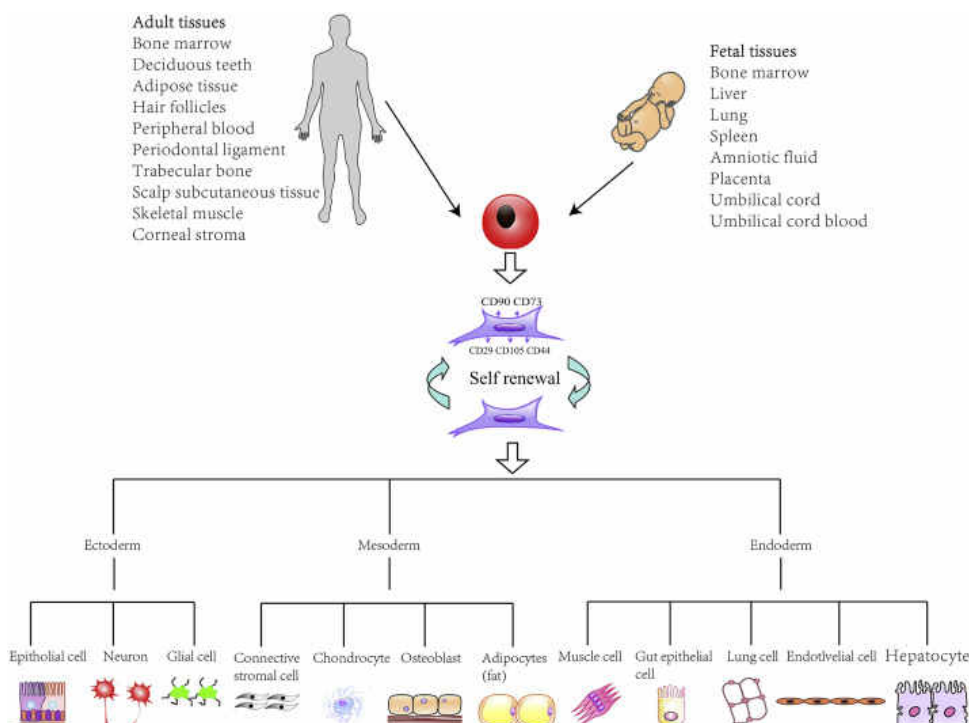 Adult tissues
Bone marrow
Deciduous teeth
Adipose tissue
Hair follicles
Peripheral blood
Periodontal ligament
Trabecular bone
Scalp subcutaneous tissue
Skeletal muscle
Corneal stroma
Fetal tissues
Bone marrow
Liver
Lung
Spleen
Amniotic fluid
Placenta
Umbilical cord
Umbilical cord blood
CD90 CD73
CD29 CD105 CD44
Self renewal
Ectoderm
Mesoderm
Endoderm
Epitholial cell
Neuron
Glial cell
Connective
stromal cell
Chondrocyte
Osteoblast
Adipocytes
(fat)
Muscle cell
Gut epithelial
cell
Lung cell
Endotivelial cell
Hepatocyte